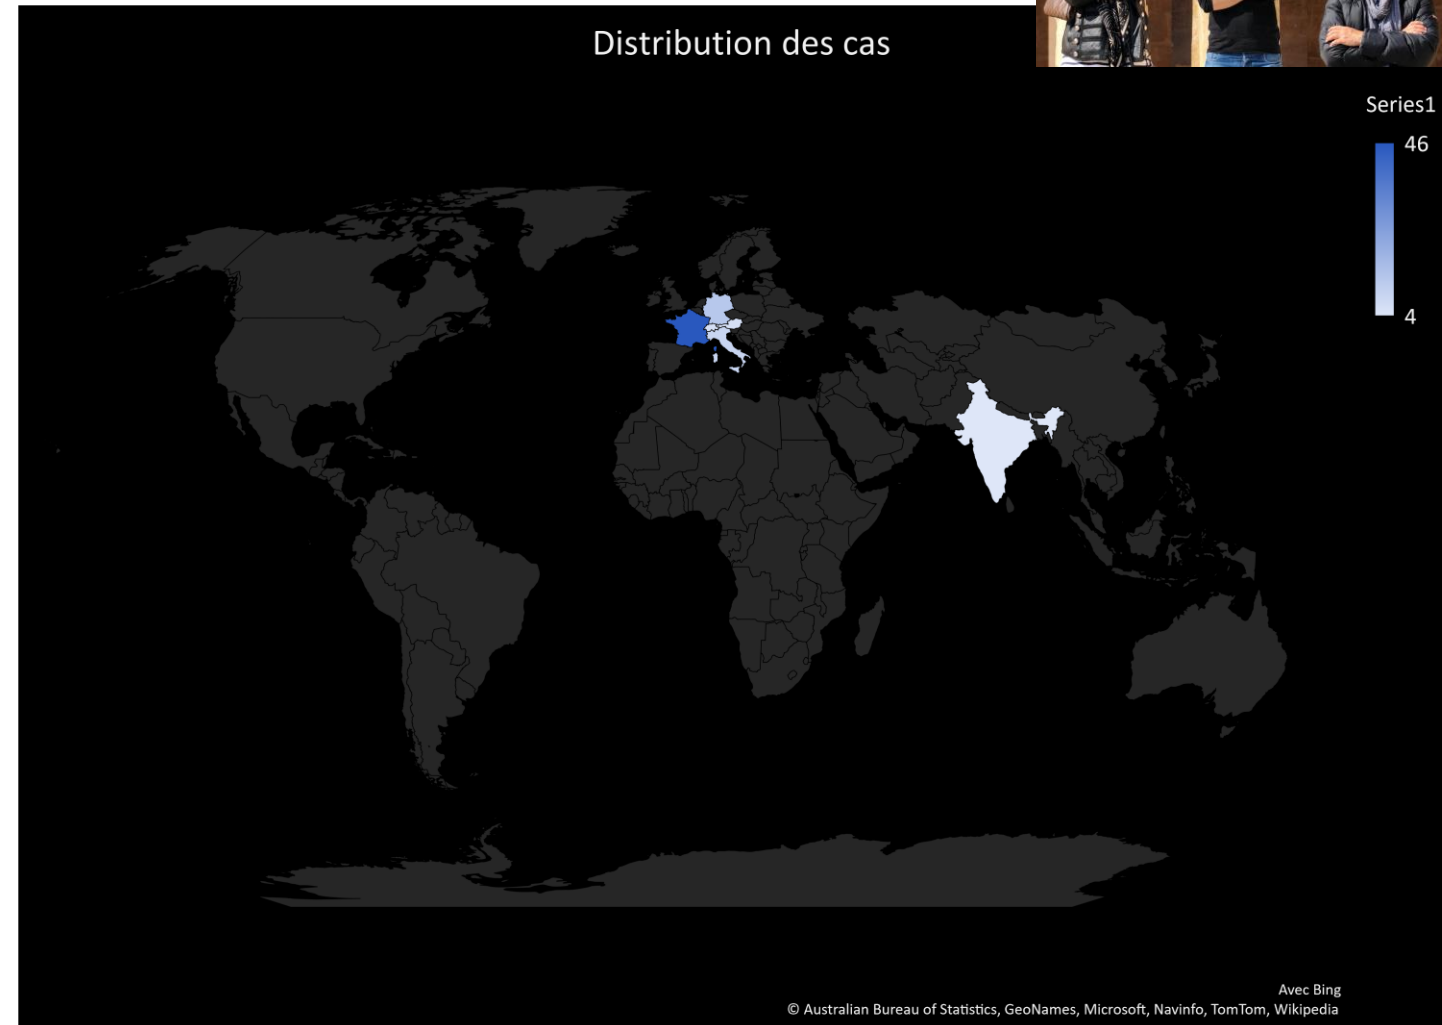 Distribution des cas
Series1
46
4
Avec Bing
© Australian Bureau of Statistics, GeoNames, Microsoft, Navinfo, TomTom, Wikipedia